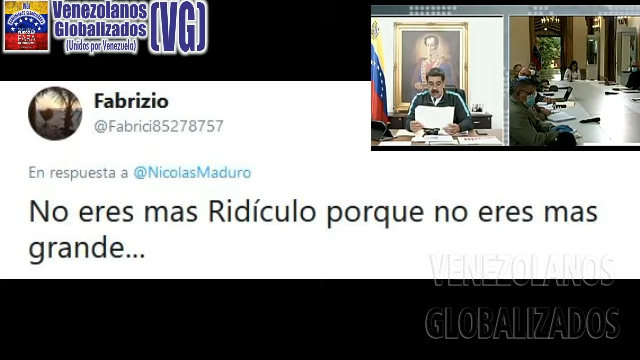 Venezolanos
Globalizados
(Unidos por Venezuela)
(VG)
Fabrizio
@Fabrici85278757
En respuesta a @NicolasMaduro
No eres mas Ridículo porque no eres mas
grande...
VENEZOLANOS
GLOBALIZADOS